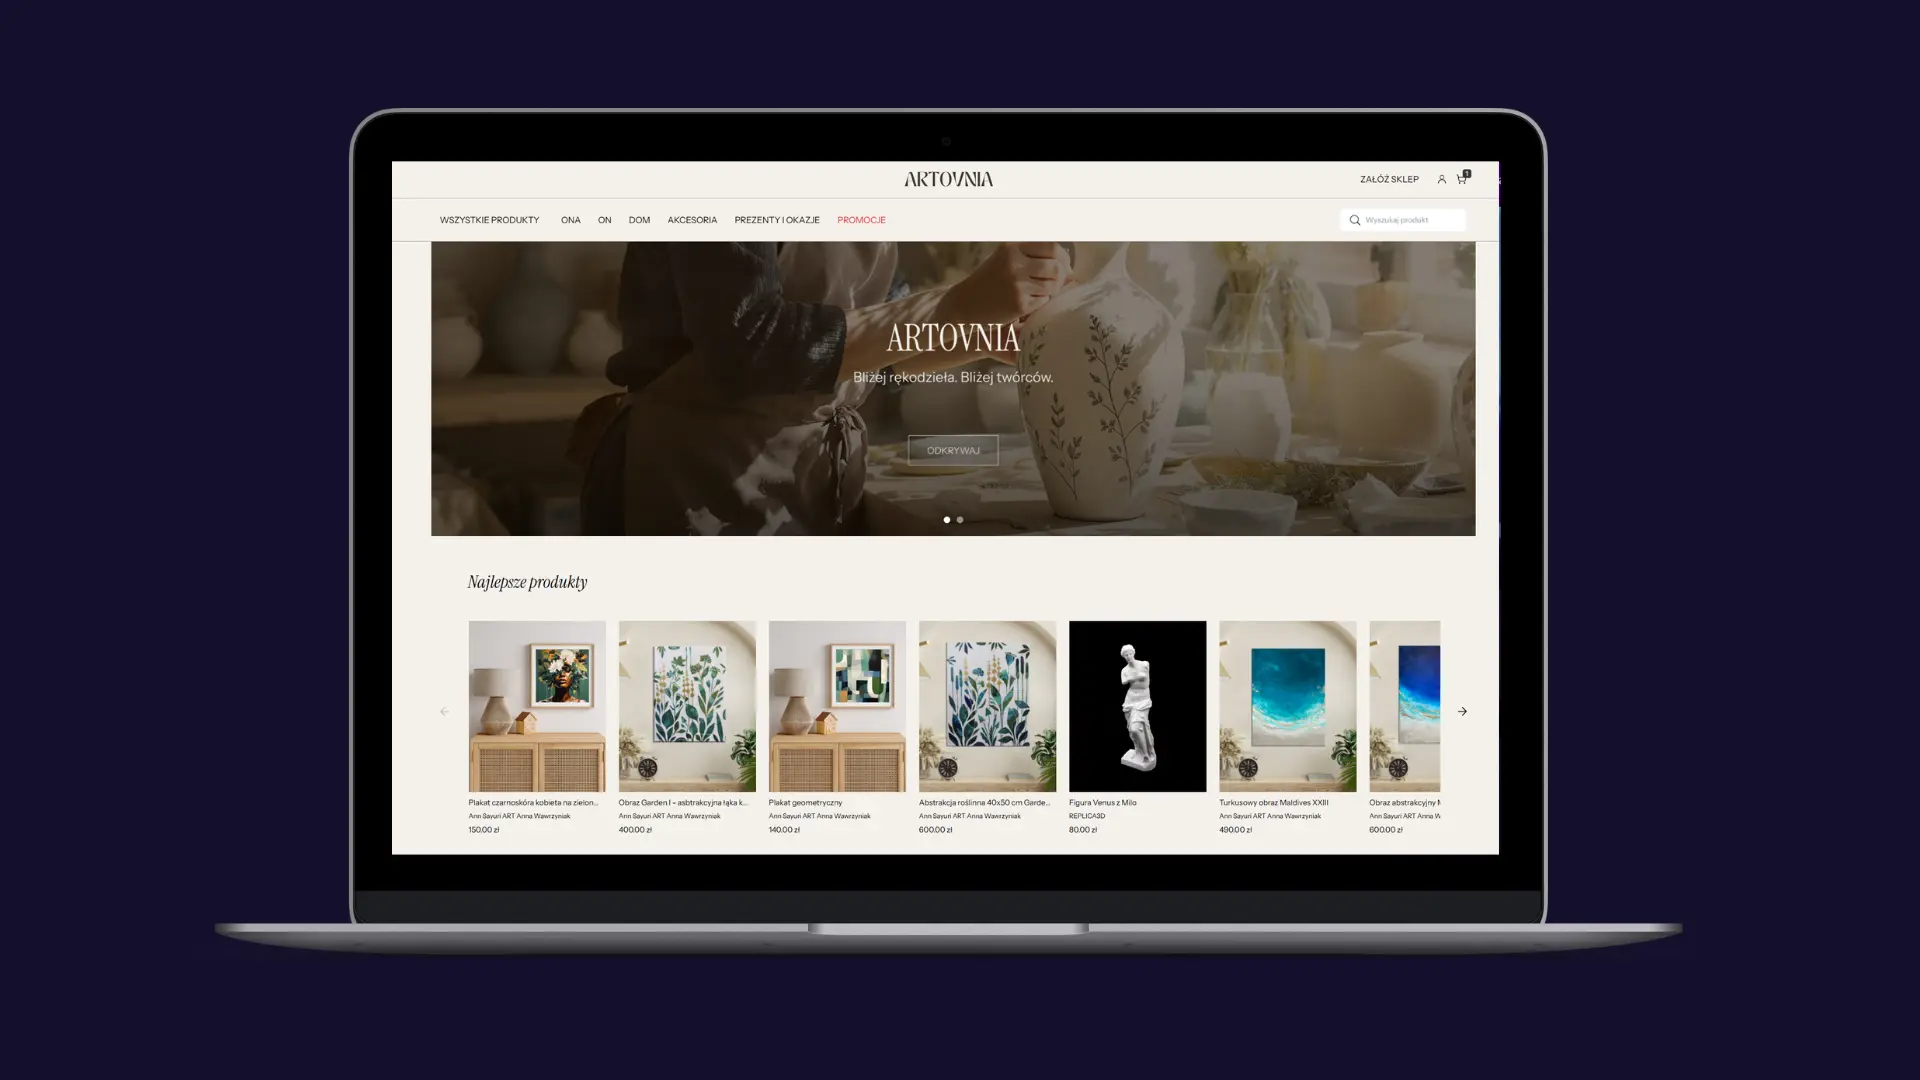 ARTOVNIA
ZAŁÓŻ SKLEP
1
WSZYSTKIE PRODUKTY ONA ON DOM AKCESORIA PREZENTY I OKAZJE PROMOCJE
Wyszukaj produkt
ARTOVNIA
Bliżej rękodzieła. Bliżej twórców.
ODKRYWAJ
Najlepsze produkty
Plakat czarnoskóra kobieta na zielon...
Ann Sayuri ART Anna Wawrzyniak
150.00 zł
Obraz Garden I - asbtrakcyjna łąka k...
Ann Sayuri ART Anna Wawrzyniak
400.00 zł
Plakat geometryczny
Ann Sayuri ART Anna Wawrzyniak
140.00 zł
Abstrakcja roślinna 40x50 cm Garde...
Ann Sayuri ART Anna Wawrzyniak
600.00 zł
Figura Venus z Milo
REPLICA3D
80.00 zł
Turkusowy obraz Maldives XXIII
Ann Sayuri ART Anna Wawrzyniak
490.00 zł
Obraz abstrakcyjny M
Ann Sayuri ART Anna W
600.00 zł